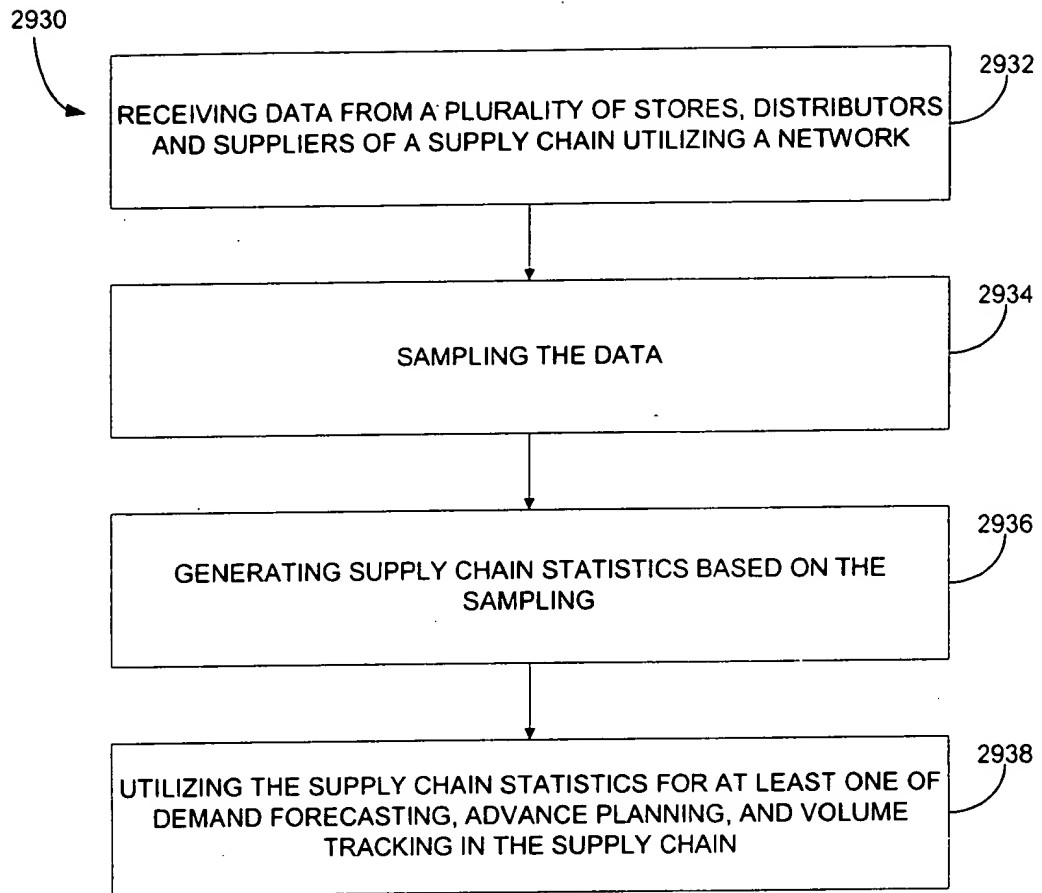 2930
2932
RECEIVING DATA FROM A PLURALITY OF STORES, DISTRIBUTORS
AND SUPPLIERS OF A SUPPLY CHAIN UTILIZING A NETWORK
2934
SAMPLING THE DATA
2936
GENERATING SUPPLY CHAIN STATISTICS BASED ON THE
SAMPLING
2938
UTILIZING THE SUPPLY CHAIN STATISTICS FOR AT LEAST ONE OF
DEMAND FORECASTING, ADVANCE PLANNING, AND VOLUME
TRACKING IN THE SUPPLY CHAIN